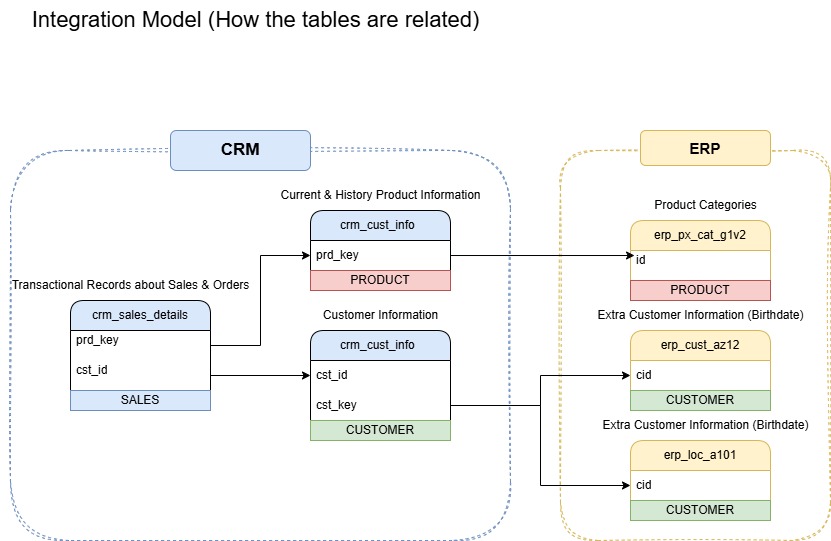 Integration Model (How the tables are related)
CRM
ERP
Current & History Product Information
crm_cust_info
prd_key
PRODUCT
Product Categories
erp_px_cat_g1v2
id
PRODUCT
Transactional Records about Sales & Orders
crm_sales_details
prd_key
cst_id
SALES
Customer Information
crm_cust_info
cst_id
cst_key
CUSTOMER
Extra Customer Information (Birthdate)
erp_cust_az12
cid
CUSTOMER
Extra Customer Information (Birthdate)
erp_loc_a101
cid
CUSTOMER